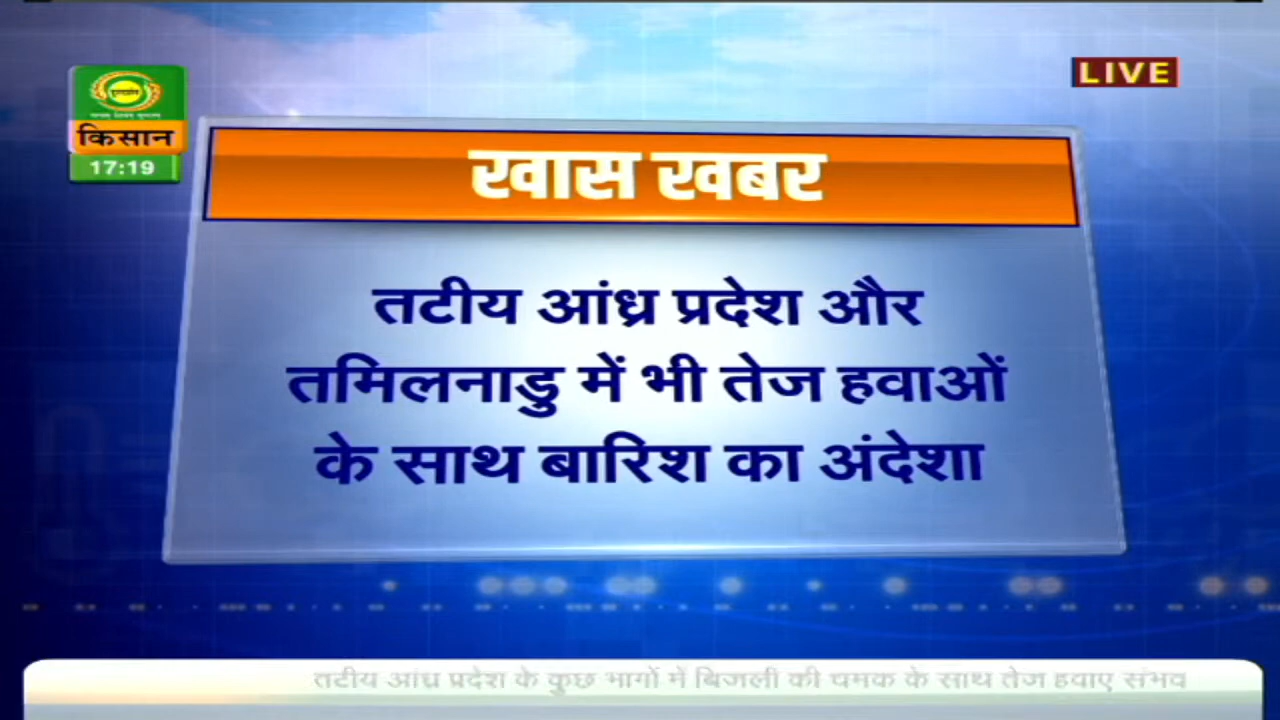 LIVE
किसान
17:19
खास खबर
तटीय आंध्र प्रदेश और
तमिलनाडु में भी तेज हवाओं
के साथ बारिश का अंदेशा
तटीय आंध्र प्रदेश के कुछ भागों में बिजली की चमक के साथ तेज हवाए संभव